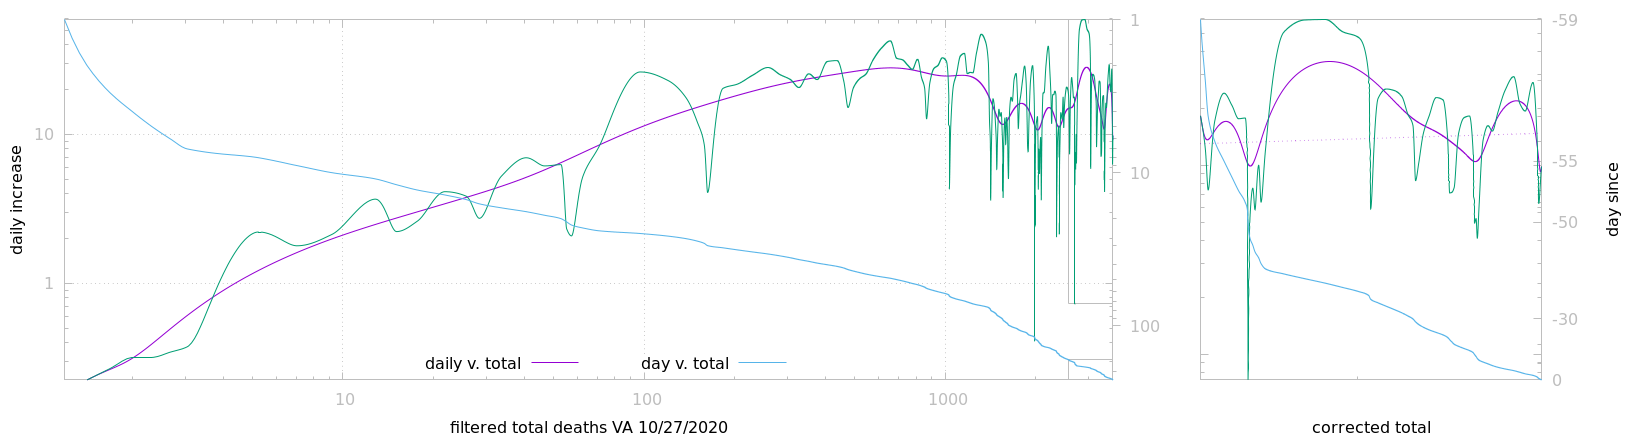 daily increase
10
1
daily v. total
day v. total
10
100
1000
filtered total deaths VA 10/27/2020
1
10
100
-59
-55
-50
-30
0
day since
corrected total